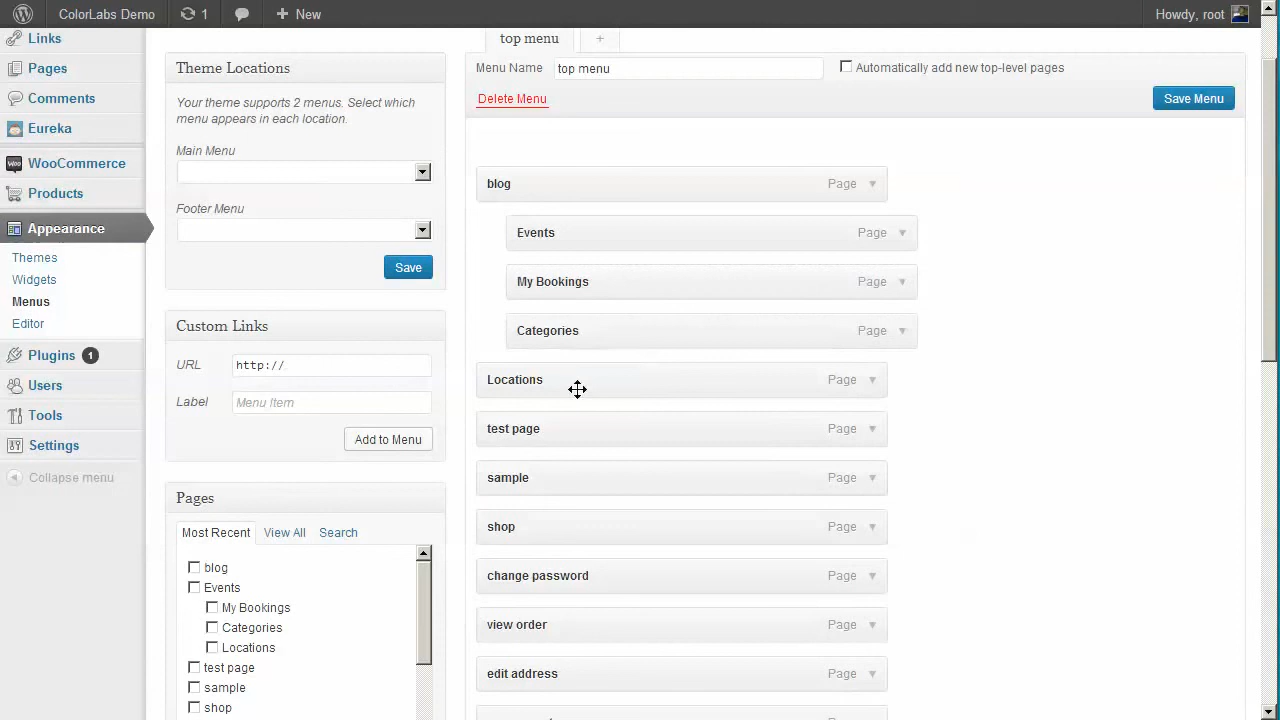 ColorLabs Demo
1
New
Howdy, root
Links
Pages
Comments
Eureka
WooCommerce
Products
Appearance
Themes
Widgets
Menus
Editor
Plugins 1
Users
Tools
Settings
Collapse menu
Theme Locations
Your theme supports 2 menus. Select which
menu appears in each location.
Main Menu
Footer Menu
Save
Custom Links
URL http://
Label Menu Item
Add to Menu
Pages
Most Recent View All Search
blog
Events
My Bookings
Categories
Locations
test page
sample
shop
top menu +
Menu Name top menu Automatically add new top-level pages
Delete Menu Save Menu
blog Page
Events Page
My Bookings Page
Categories Page
Locations Page
test page Page
sample Page
shop Page
change password Page
view order Page
edit address Page